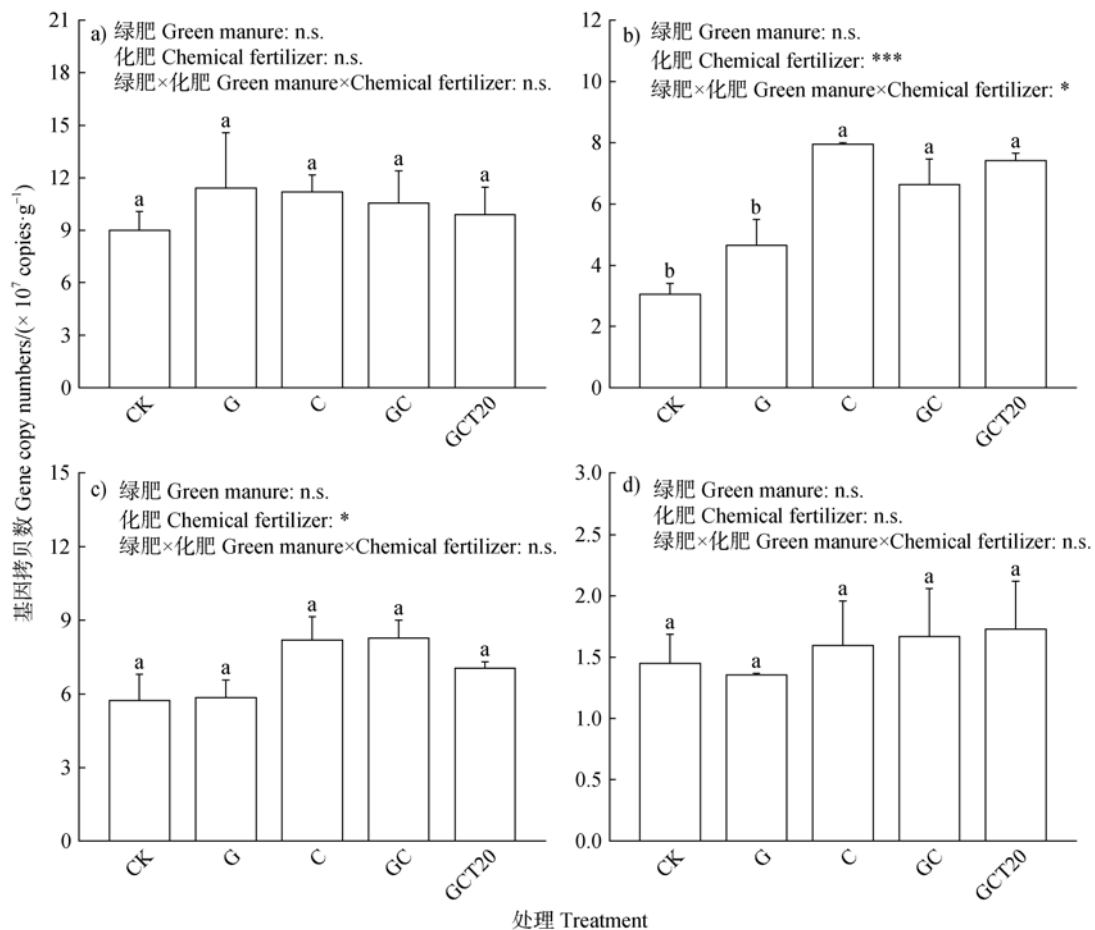 基因拷贝数 Gene copy numbers/(× 10⁷ copies·g⁻¹)
a) 绿肥 Green manure: n.s.
化肥 Chemical fertilizer: n.s.
绿肥×化肥 Green manure×Chemical fertilizer: n.s.
21
18
15
12
9
6
3
0
a
a
a
a
a
CK
G
C
GC
GCT20
b) 绿肥 Green manure: n.s.
化肥 Chemical fertilizer: ***
绿肥×化肥 Green manure×Chemical fertilizer: *
12
10
8
6
4
2
0
b
b
a
a
a
CK
G
C
GC
GCT20
c) 绿肥 Green manure: n.s.
化肥 Chemical fertilizer: *
绿肥×化肥 Green manure×Chemical fertilizer: n.s.
15
12
9
6
3
0
a
a
a
a
a
CK
G
C
GC
GCT20
d) 绿肥 Green manure: n.s.
化肥 Chemical fertilizer: n.s.
绿肥×化肥 Green manure×Chemical fertilizer: n.s.
3.0
2.5
2.0
1.5
1.0
0.5
0.0
a
a
a
a
a
CK
G
C
GC
GCT20
处理 Treatment